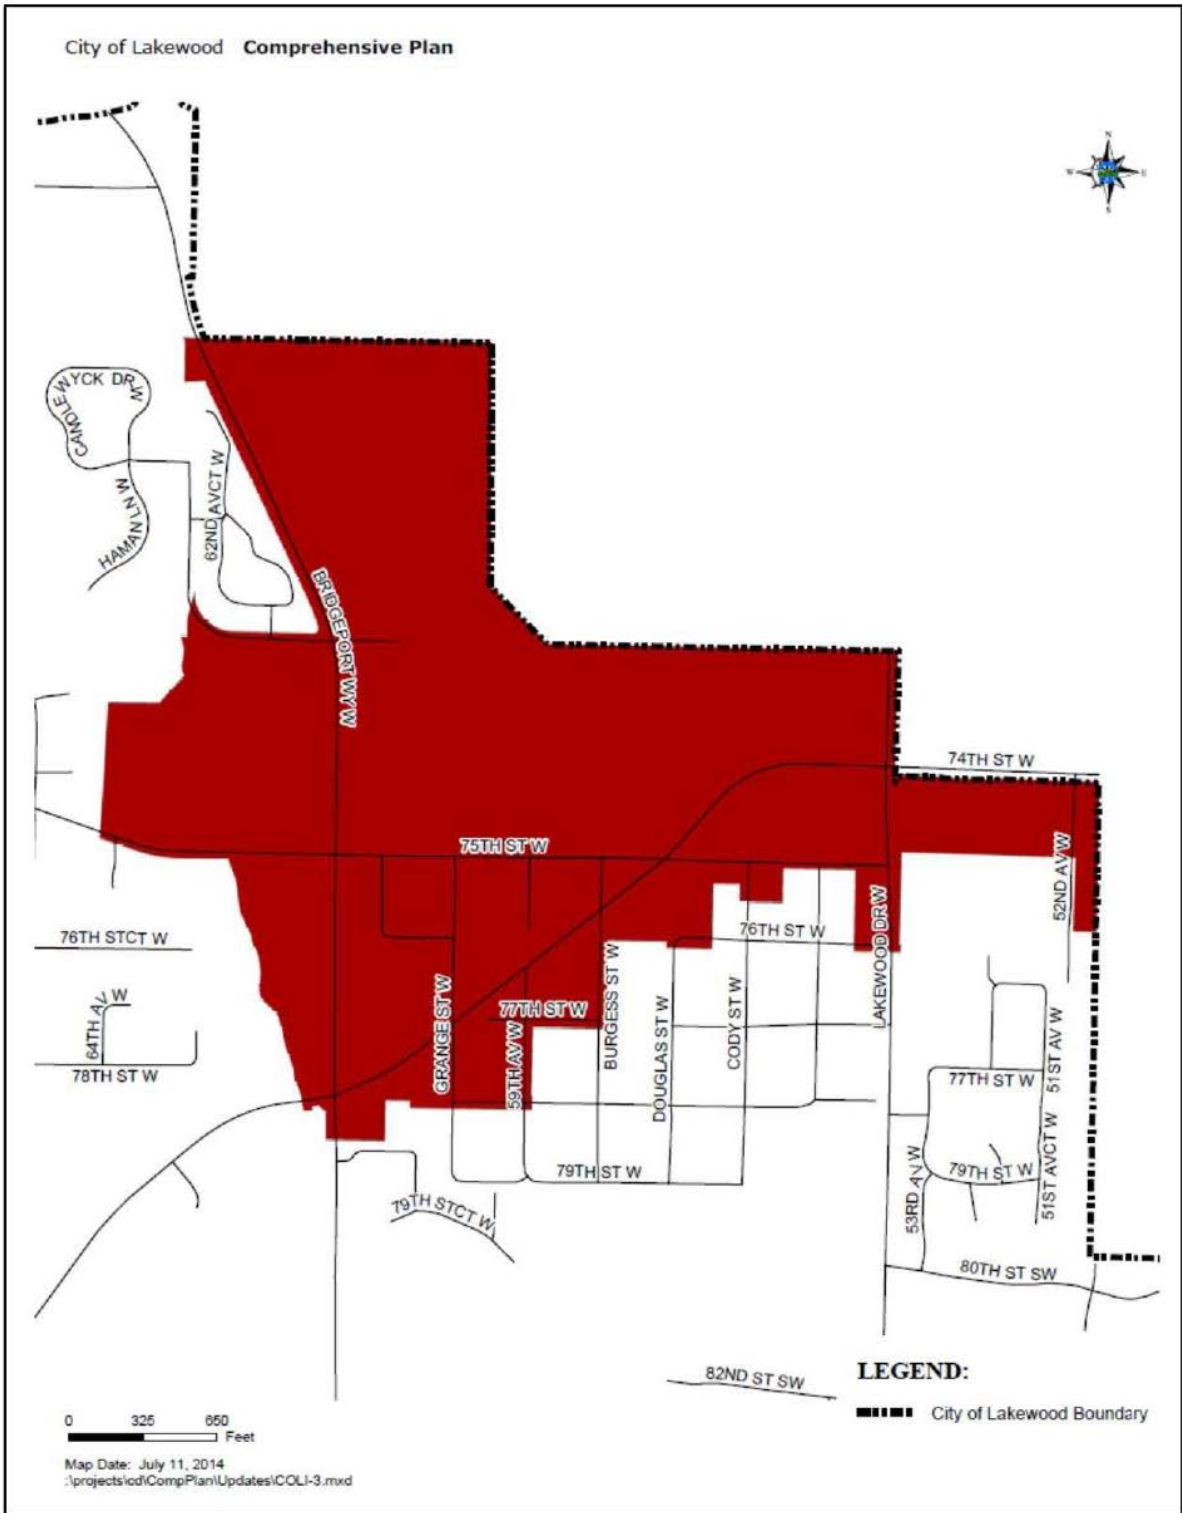 City of Lakewood Comprehensive Plan
N
W E
S
CANDLEWYCK DR W
HAMAN LN W
62ND AVCT W
BRIDGEPORT WY W
74TH ST W
75TH ST W
52ND AV W
LAKEWOOD DR W
76TH STCT W
76TH ST W
64TH AV W
78TH ST W
GRANGE ST W
77TH ST W
59TH AV W
BURGESS ST W
DOUGLAS ST W
CODY ST W
51ST AV W
77TH ST W
79TH ST W
79TH STCT W
53RD AV W
79TH ST W
51ST AVCT W
80TH ST SW
82ND ST SW
LEGEND:
City of Lakewood Boundary
0 325 650
Feet
Map Date: July 11, 2014
:\projects\cd\CompPlan\Updates\COLI-3.mxd